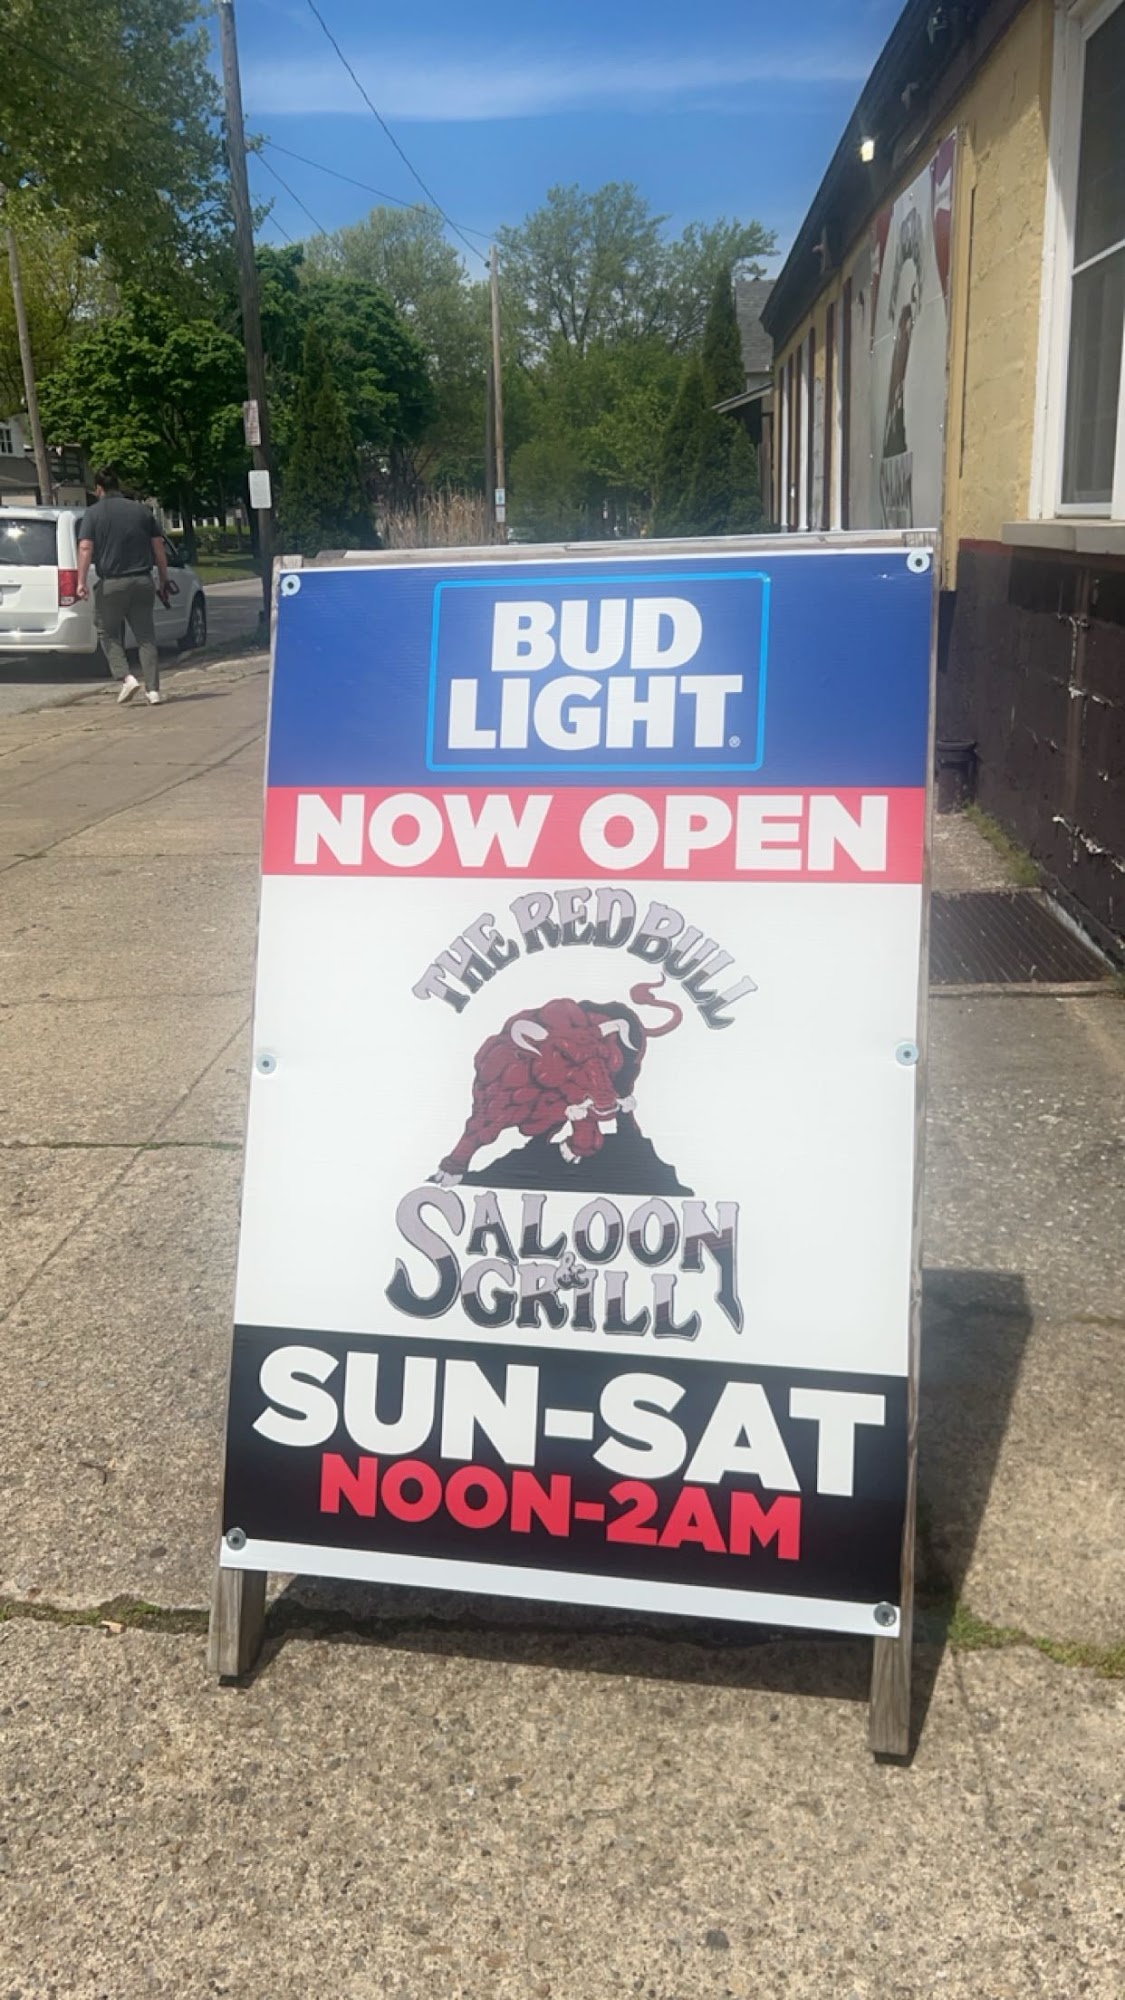 BUD
LIGHT®
NOW OPEN
THE RED BULL
SALOON
& GRILL
SUN-SAT
NOON-2AM